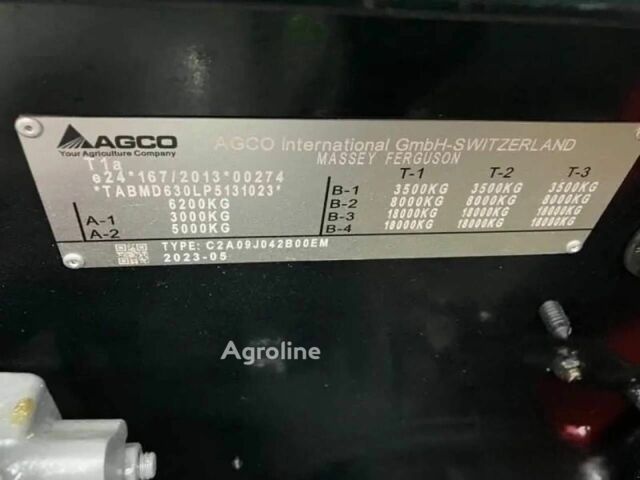 AGCO
Your Agriculture Company
AGCO International GmbH-SWITZERLAND
MASSEY FERGUSON
T1a
e24*167/2013*00274
*TABMD630LP5131023*
6200KG
A-1 3000KG
A-2 5000KG
T-1 T-2 T-3
B-1 3500KG 3500KG 3500KG
B-2 8000KG 8000KG 8000KG
B-3 18000KG 18000KG 18000KG
B-4 18000KG 18000KG 18000KG
TYPE: C2A09J042B00EM
2023-05
Agroline